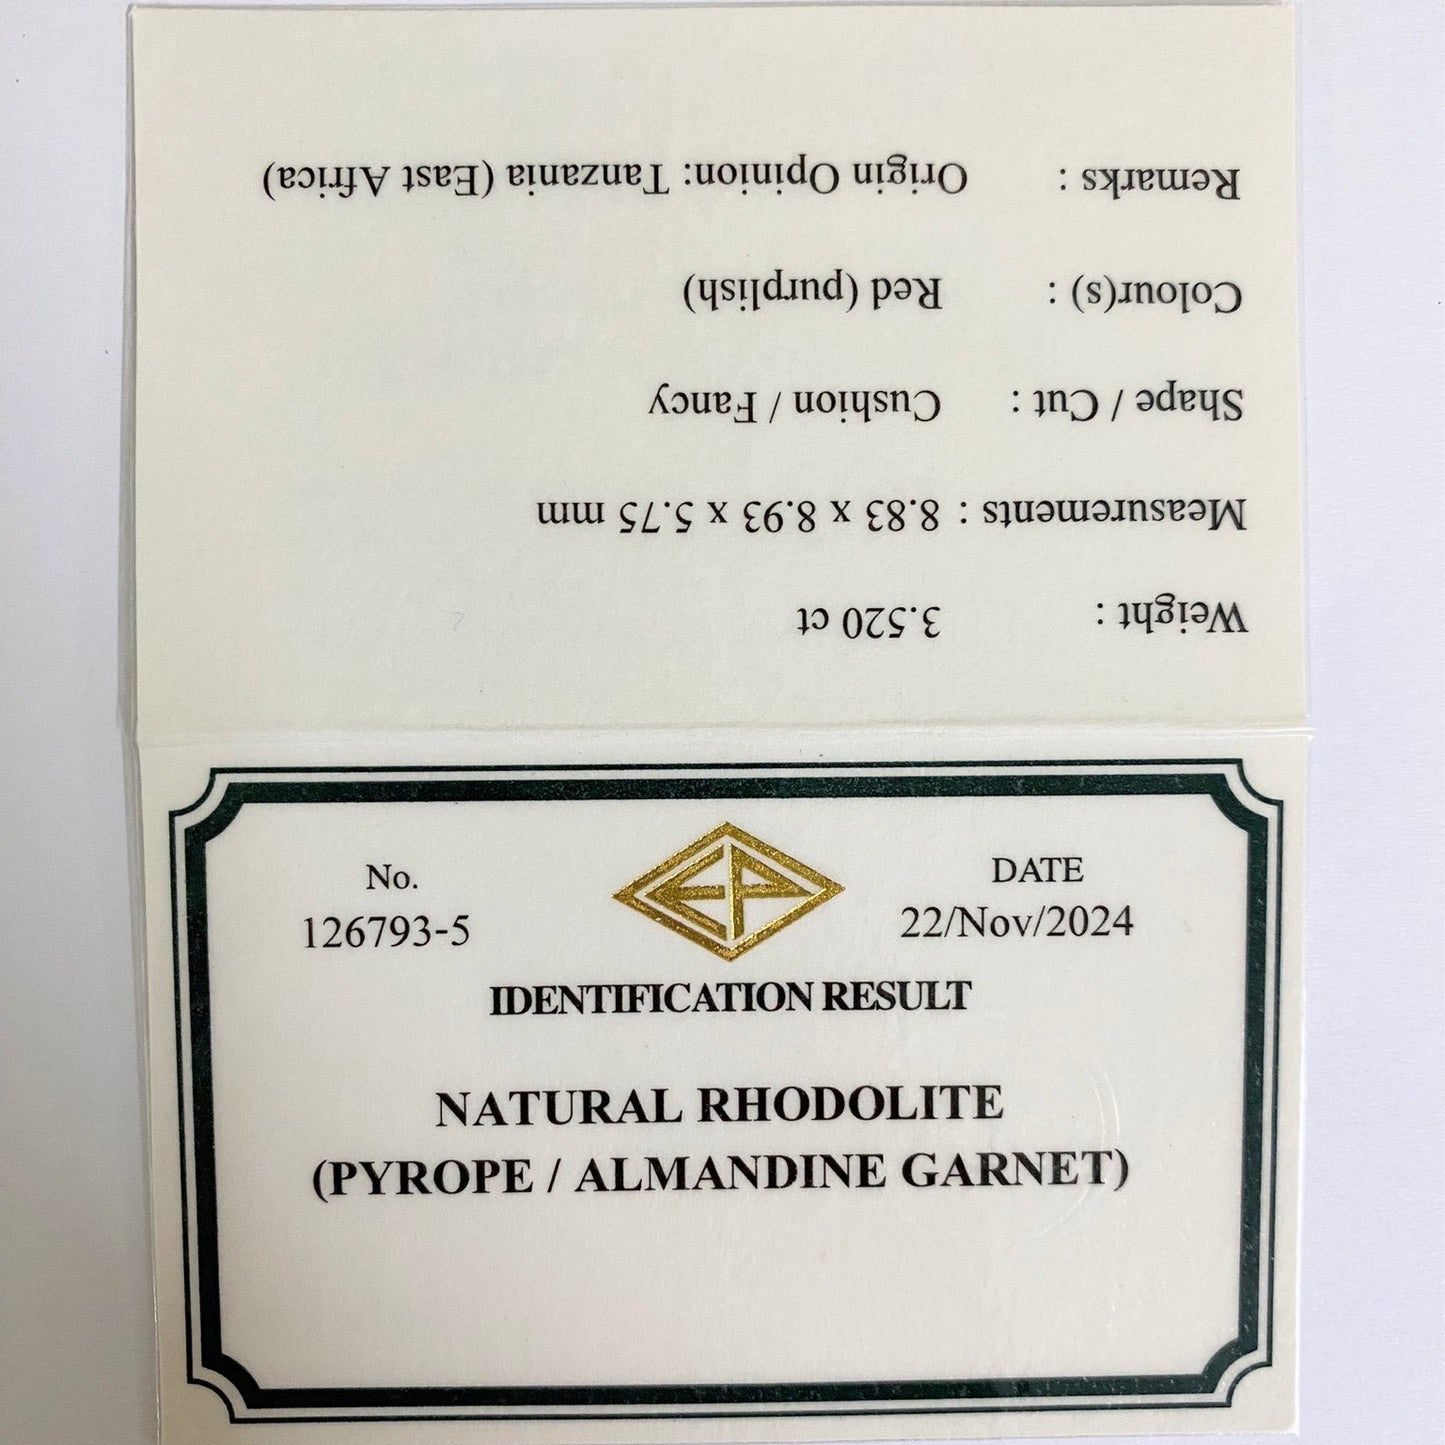 Weight : 3.520 ct
Measurements : 8.83 x 8.93 x 5.75 mm
Shape / Cut : Cushion / Fancy
Colour(s) : Red (purplish)
Remarks : Origin Opinion: Tanzania (East Africa)
No.
126793-5
EP
DATE
22/Nov/2024
IDENTIFICATION RESULT
NATURAL RHODOLITE
(PYROPE / ALMANDINE GARNET)